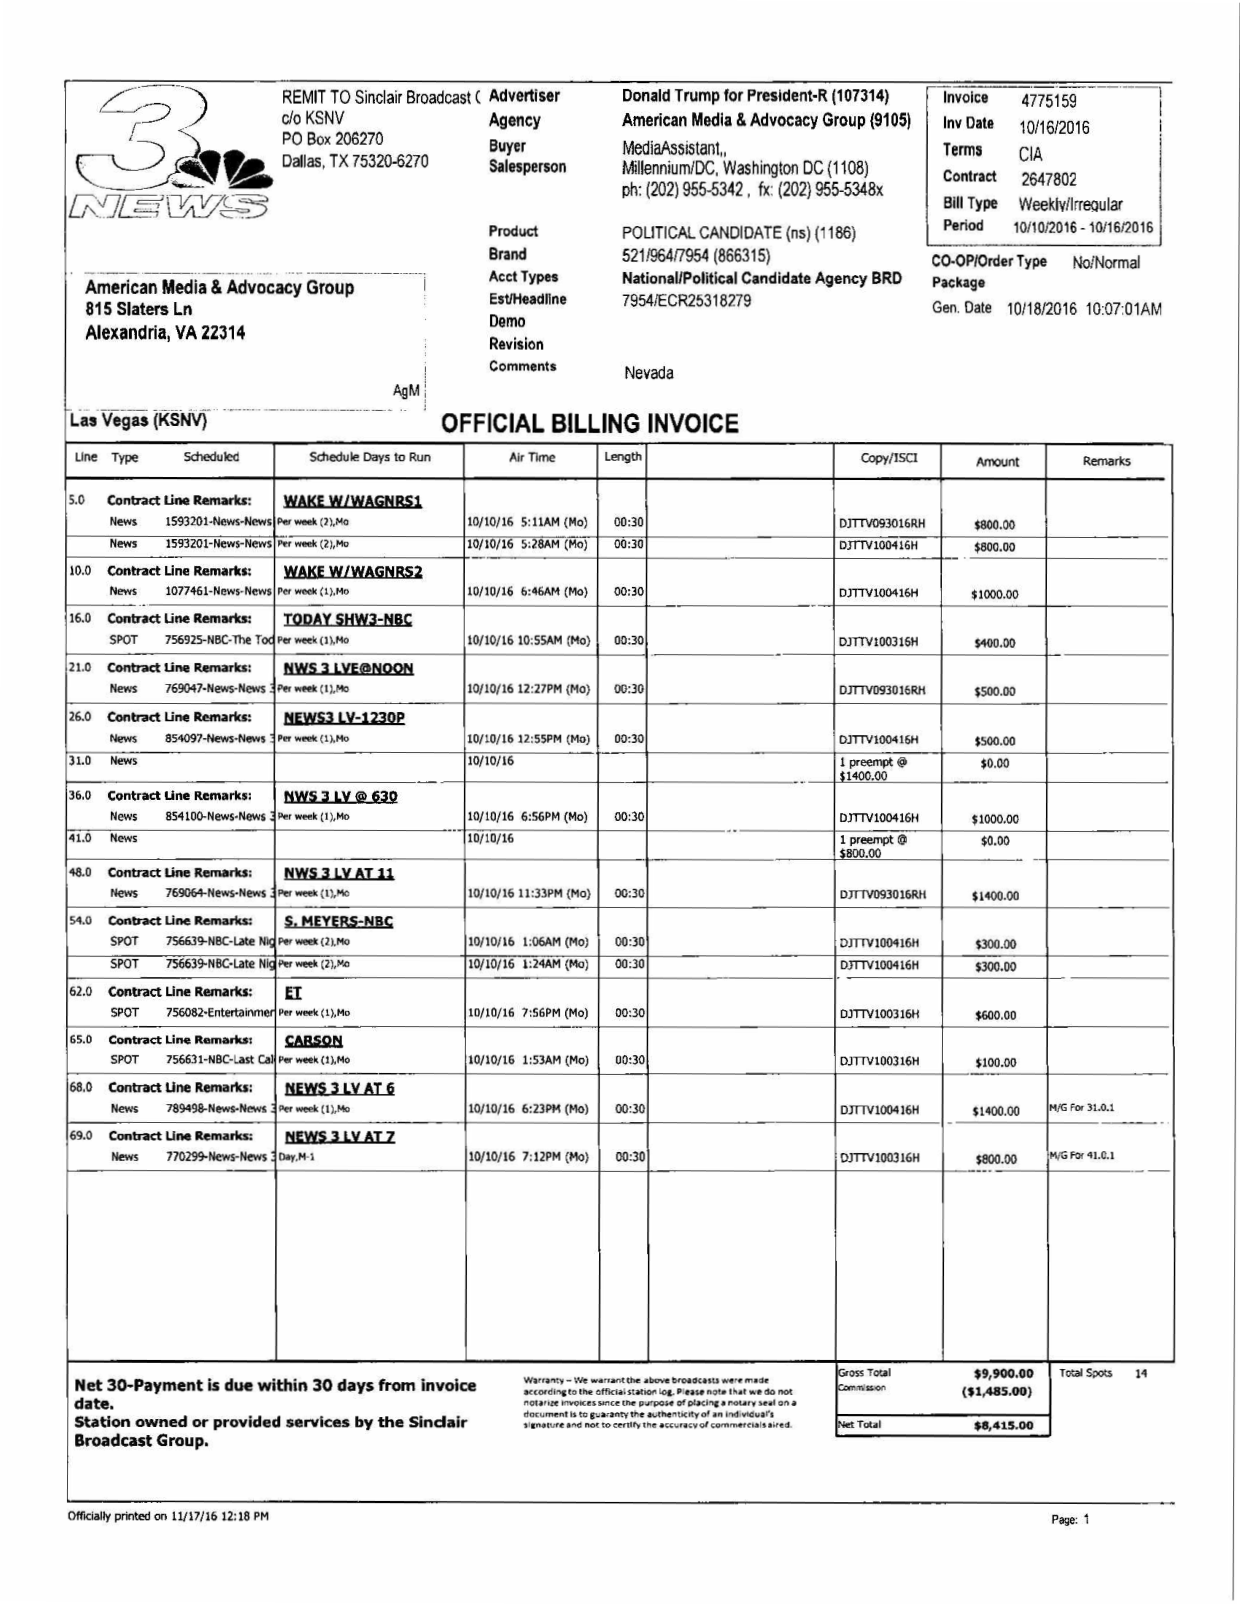 3
NEWS
REMIT TO Sinclair Broadcast (
c/o KSNV
PO Box 206270
Dallas, TX 75320-6270
Advertiser Donald Trump for President-R (107314)
Agency American Media & Advocacy Group (9105)
Buyer MediaAssistant,,
Salesperson Millennium/DC, Washington DC (1108)
ph: (202) 955-5342 , fx: (202) 955-5348x
Product POLITICAL CANDIDATE (ns) (1186)
Brand 521/964/7954 (866315)
Acct Types National/Political Candidate Agency BRD
Est/Headline 7954/ECR25318279
Demo
Revision
Comments Nevada
Invoice 4775159
Inv Date 10/16/2016
Terms CIA
Contract 2647802
Bill Type Weekly/Irregular
Period 10/10/2016 - 10/16/2016
CO-OP/Order Type No/Normal
Package
Gen. Date 10/18/2016 10:07:01AM
American Media & Advocacy Group
815 Slaters Ln
Alexandria, VA 22314
AgM
Las Vegas (KSNV) OFFICIAL BILLING INVOICE
Line Type Scheduled Schedule Days to Run Air Time Length Copy/ISCI Amount Remarks
5.0 Contract Line Remarks: WAKE W/WAGNRS1
News 1593201-News-News Per week (2),Mo 10/10/16 5:11AM (Mo) 00:30 DJTTV093016RH $800.00
News 1593201-News-News Per week (2),Mo 10/10/16 5:28AM (Mo) 00:30 DJTTV100416H $800.00
10.0 Contract Line Remarks: WAKE W/WAGNRS2
News 1077461-News-News Per week (1),Mo 10/10/16 6:46AM (Mo) 00:30 DJTTV100416H $1000.00
16.0 Contract Line Remarks: TODAY SHW3-NBC
SPOT 756925-NBC-The Tod Per week (1),Mo 10/10/16 10:55AM (Mo) 00:30 DJTTV100316H $400.00
21.0 Contract Line Remarks: NWS 3 LVE@NOON
News 769047-News-News 3 Per week (1),Mo 10/10/16 12:27PM (Mo) 00:30 DJTTV093016RH $500.00
26.0 Contract Line Remarks: NEWS3 LV-1230P
News 854097-News-News 3 Per week (1),Mo 10/10/16 12:55PM (Mo) 00:30 DJTTV100416H $500.00
31.0 News 10/10/16 1 preempt @ $0.00
$1400.00
36.0 Contract Line Remarks: NWS 3 LV @ 630
News 854100-News-News 3 Per week (1),Mo 10/10/16 6:56PM (Mo) 00:30 DJTTV100416H $1000.00
41.0 News 10/10/16 1 preempt @ $0.00
$800.00
48.0 Contract Line Remarks: NWS 3 LV AT 11
News 769064-News-News 3 Per week (1),Mo 10/10/16 11:33PM (Mo) 00:30 DJTTV093016RH $1400.00
54.0 Contract Line Remarks: S. MEYERS-NBC
SPOT 756639-NBC-Late Nig Per week (2),Mo 10/10/16 1:06AM (Mo) 00:30 DJTTV100416H $300.00
SPOT 756639-NBC-Late Nig Per week (2),Mo 10/10/16 1:24AM (Mo) 00:30 DJTTV100416H $300.00
62.0 Contract Line Remarks: ET
SPOT 756082-Entertainmen Per week (1),Mo 10/10/16 7:56PM (Mo) 00:30 DJTTV100316H $600.00
65.0 Contract Line Remarks: CARSON
SPOT 756631-NBC-Last Cal Per week (1),Mo 10/10/16 1:53AM (Mo) 00:30 DJTTV100316H $100.00
68.0 Contract Line Remarks: NEWS 3 LV AT 6
News 789498-News-News 3 Per week (1),Mo 10/10/16 6:23PM (Mo) 00:30 DJTTV100416H $1400.00 M/G For 31.0.1
69.0 Contract Line Remarks: NEWS 3 LV AT 7
News 770299-News-News 3 Day,M-1 10/10/16 7:12PM (Mo) 00:30 DJTTV100316H $800.00 M/G For 41.0.1
Net 30-Payment is due within 30 days from invoice
date.
Station owned or provided services by the Sinclair
Broadcast Group.
Warranty – We warrant the above broadcasts were made
according to the official station log. Please note that we do not
notarize invoices since the purpose of placing a notary seal on a
document is to guaranty the authenticity of an individual's
signature and not to certify the accuracy of commercials aired.
Gross Total $9,900.00 Total Spots 14
Commission ($1,485.00)
Net Total $8,415.00
Officially printed on 11/17/16 12:18 PM Page: 1